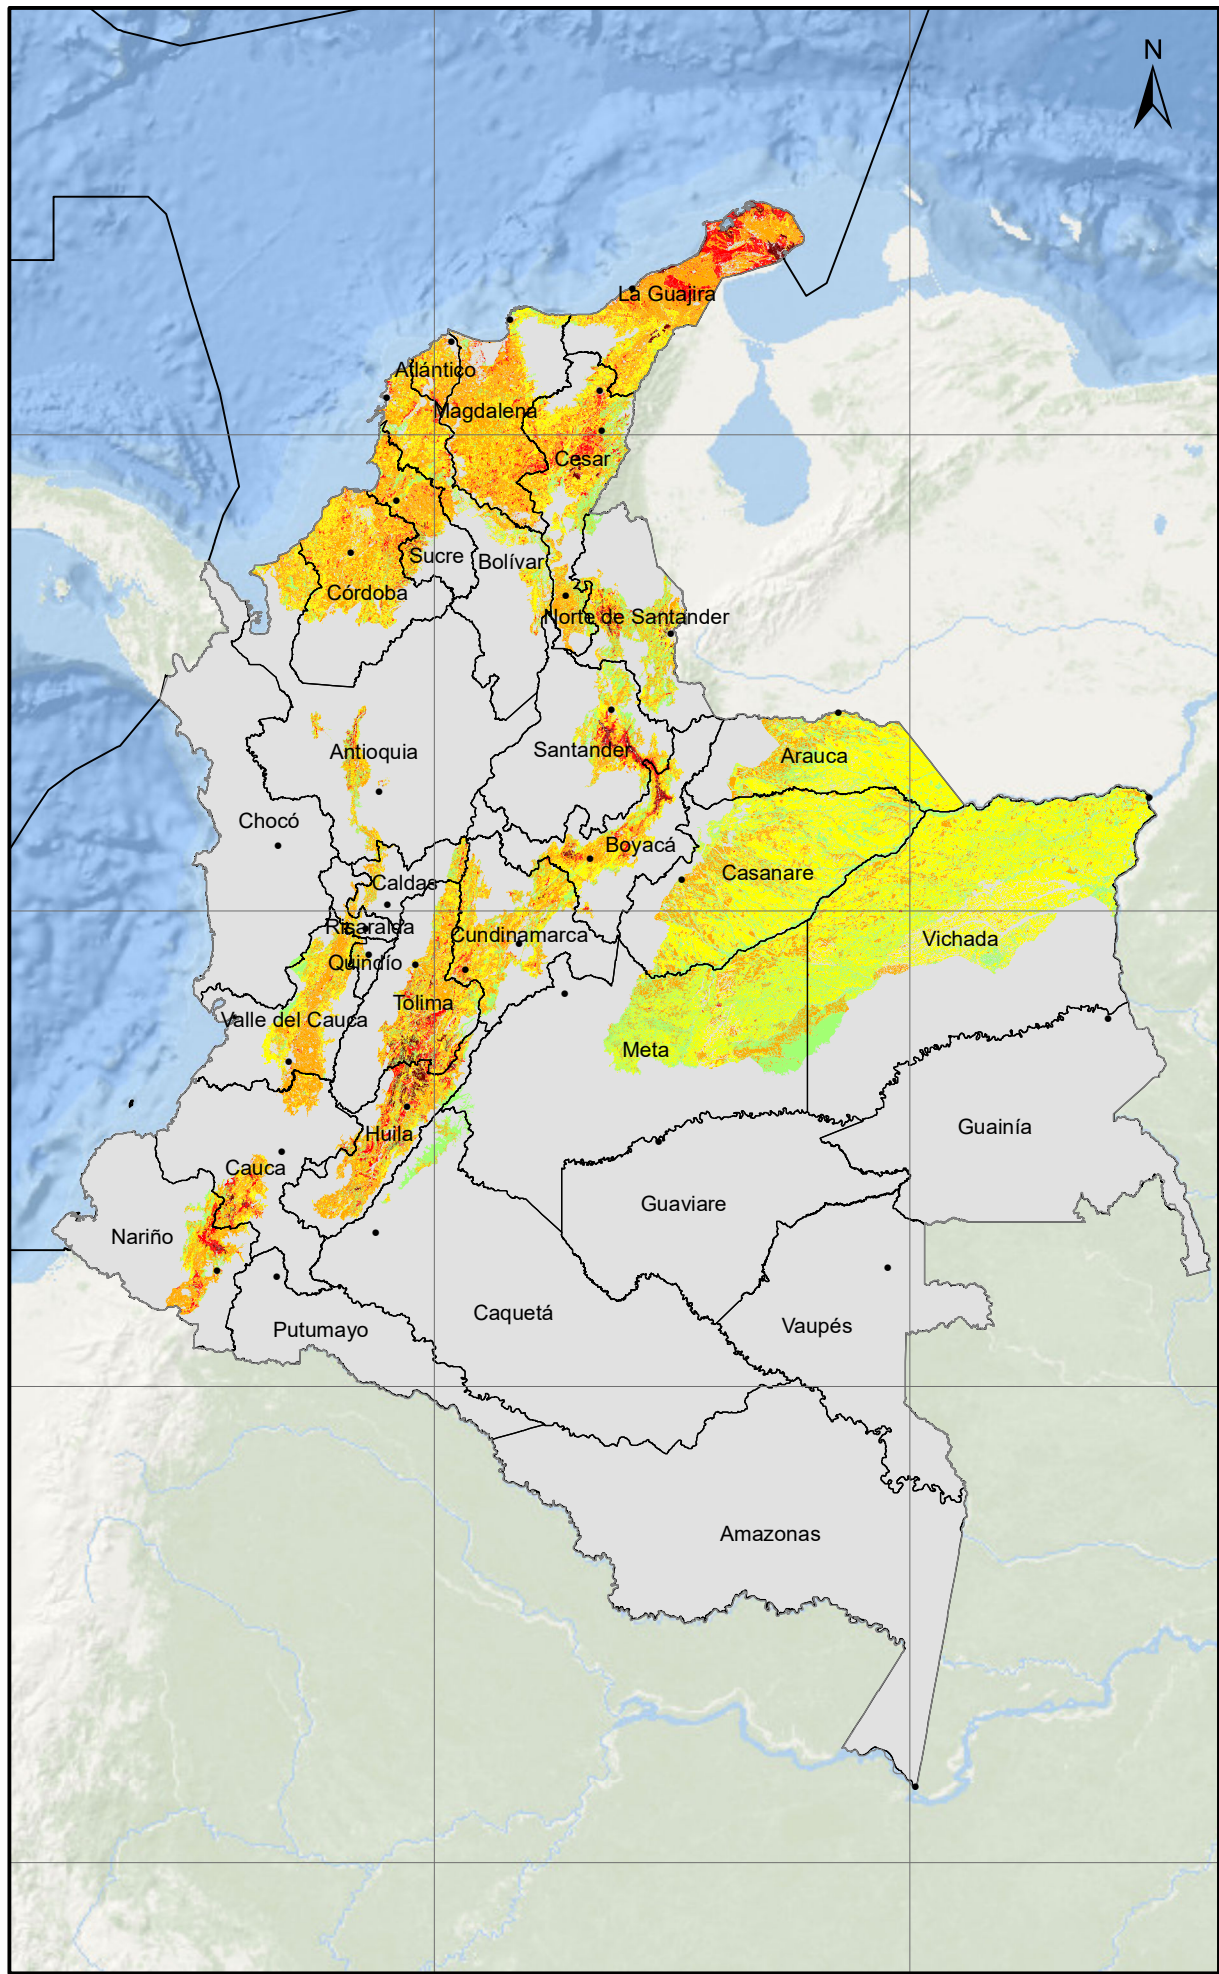 N
La Guajira
Atlántico
Magdalena
Cesar
Sucre
Bolívar
Córdoba
Norte de Santander
Antioquia
Santander
Arauca
Chocó
Boyacá
Casanare
Caldas
Risaralda
Cundinamarca
Vichada
Quindío
Tolima
Valle del Cauca
Meta
Huila
Guainía
Cauca
Guaviare
Nariño
Caquetá
Putumayo
Vaupés
Amazonas